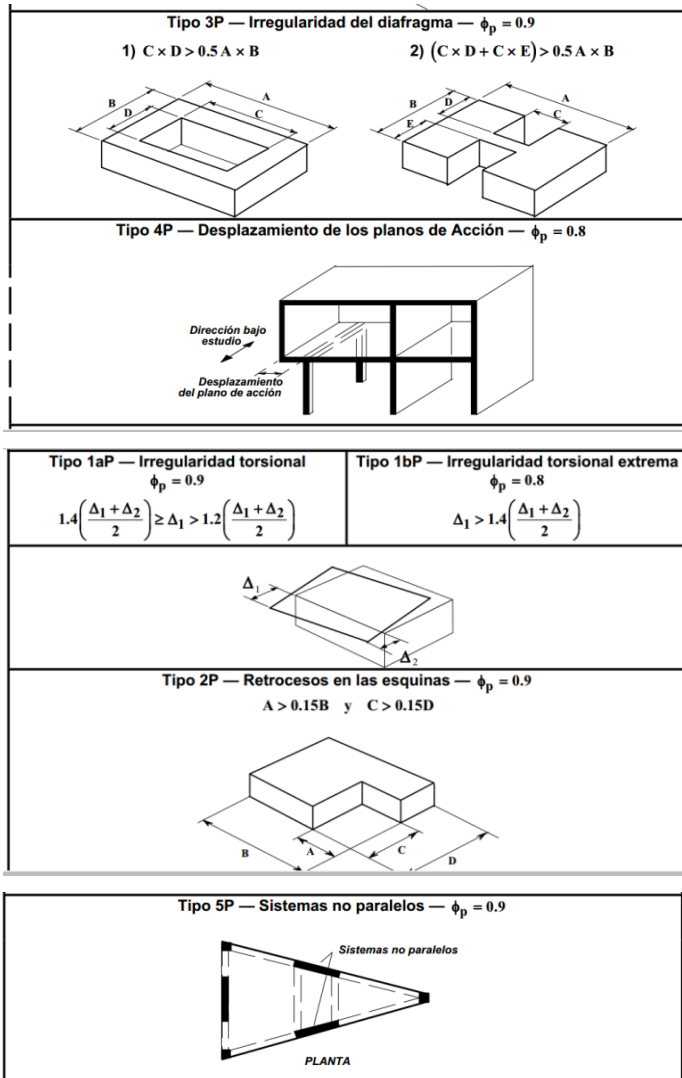 Tipo 3P — Irregularidad del diafragma — ϕp = 0.9
1) C × D > 0.5 A × B
2) (C × D + C × E) > 0.5 A × B
B
D
A
C
B
D
E
A
C
Tipo 4P — Desplazamiento de los planos de Acción — ϕp = 0.8
Dirección bajo
estudio
Desplazamiento
del plano de acción
Tipo 1aP — Irregularidad torsional
ϕp = 0.9
1.4((Δ1 + Δ2)/2) ≥ Δ1 > 1.2((Δ1 + Δ2)/2)
Tipo 1bP — Irregularidad torsional extrema
ϕp = 0.8
Δ1 > 1.4((Δ1 + Δ2)/2)
Δ1
Δ2
Tipo 2P — Retrocesos en las esquinas — ϕp = 0.9
A > 0.15B y C > 0.15D
B
A
C
D
Tipo 5P — Sistemas no paralelos — ϕp = 0.9
Sistemas no paralelos
PLANTA